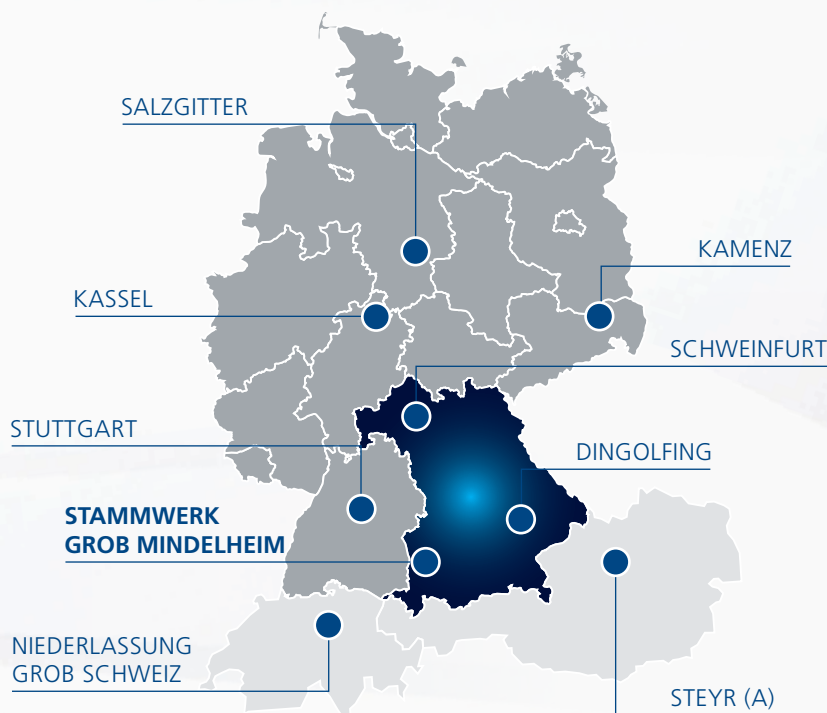 SALZGITTER
KAMENZ
KASSEL
SCHWEINFURT
STUTTGART
DINGOLFING
STAMMWERK
GROB MINDELHEIM
NIEDERLASSUNG
GROB SCHWEIZ
STEYR (A)